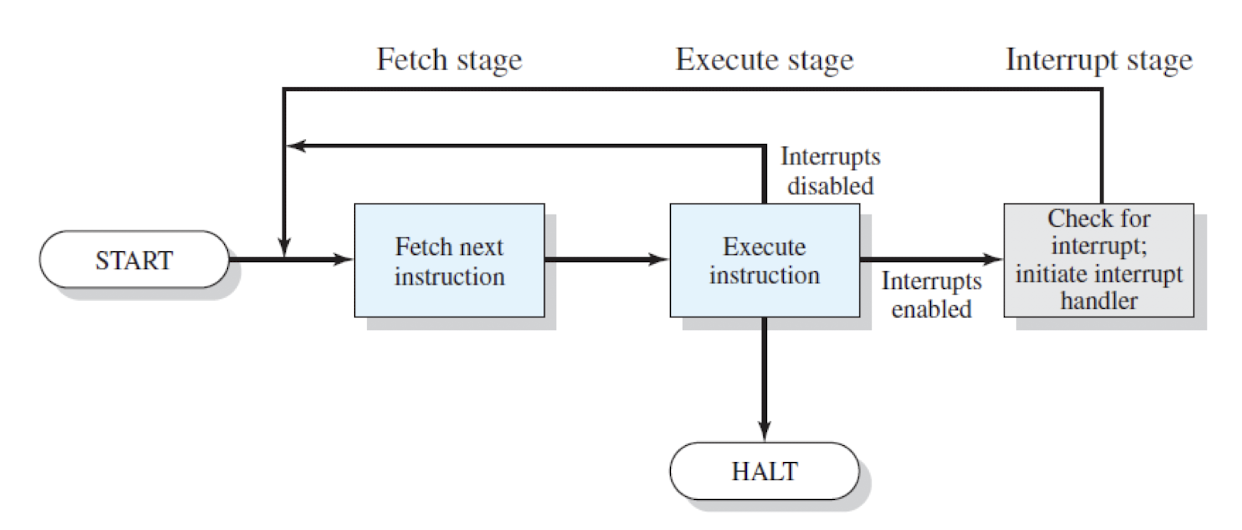 Fetch stage
Execute stage
Interrupt stage
Interrupts
disabled
START
Fetch next
instruction
Execute
instruction
Interrupts
enabled
Check for
interrupt;
initiate interrupt
handler
HALT